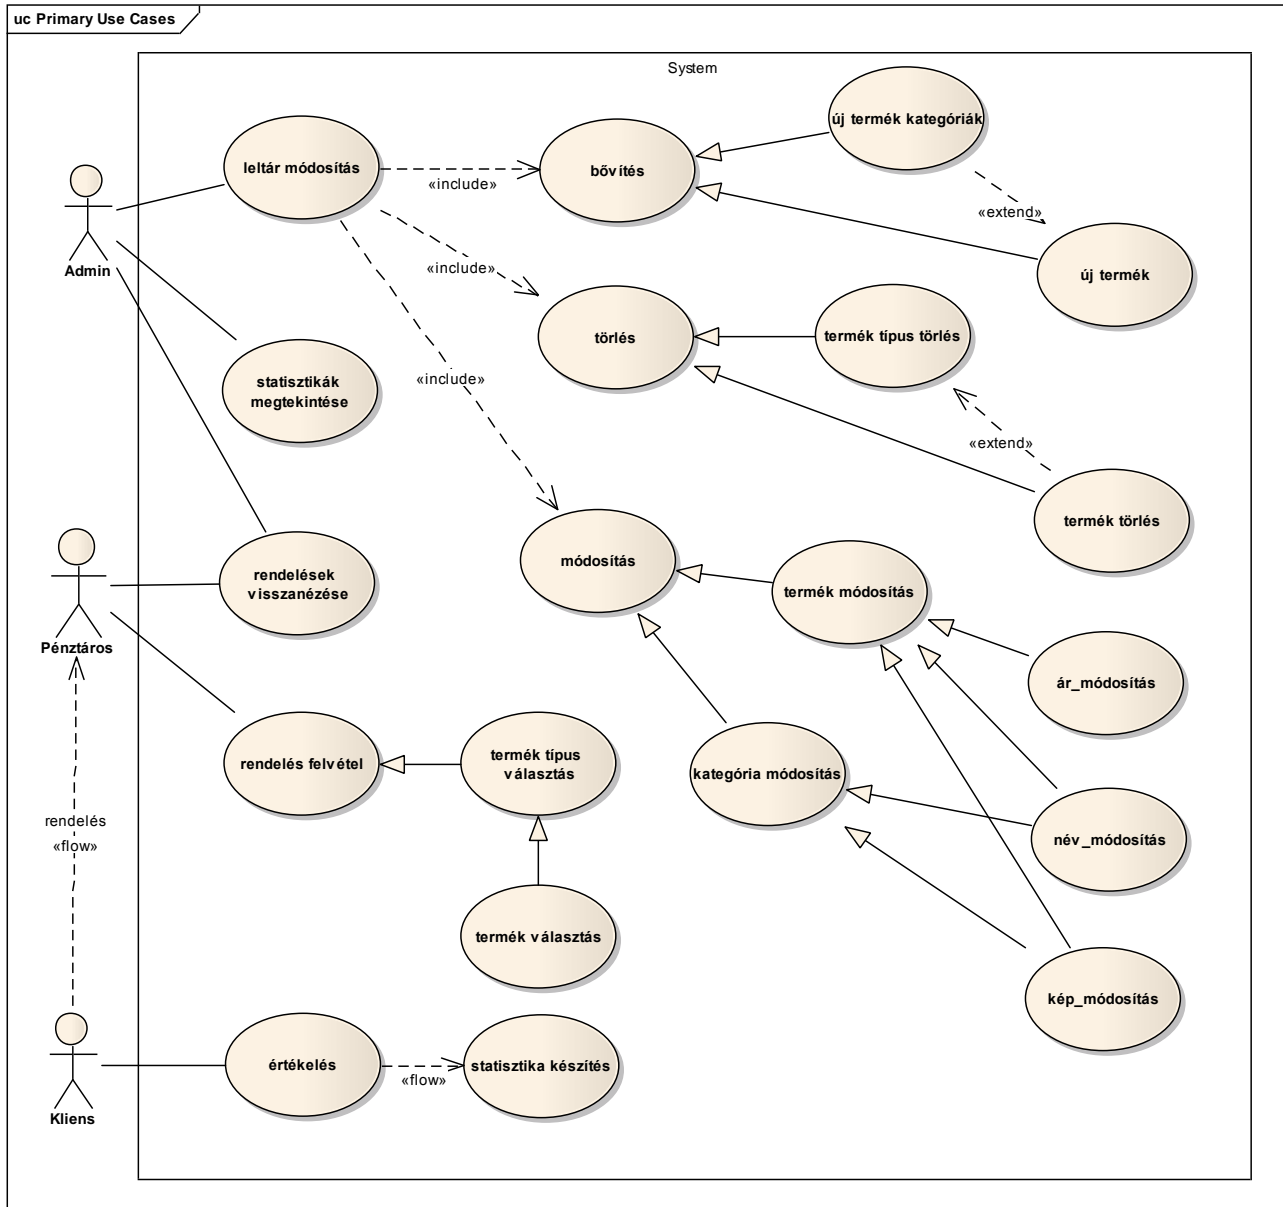 uc Primary Use Cases
System
új termék kategóriák
leltár módosítás
bővítés
«include»
«extend»
Admin
«include»
új termék
törlés
termék típus törlés
statisztikák
megtekintése
«include»
«extend»
termék törlés
rendelések
visszanézése
módosítás
termék módosítás
Pénztáros
ár_módosítás
rendelés felvétel
termék típus
választás
kategória módosítás
rendelés
«flow»
név_módosítás
termék választás
kép_módosítás
értékelés
statisztika készítés
«flow»
Kliens